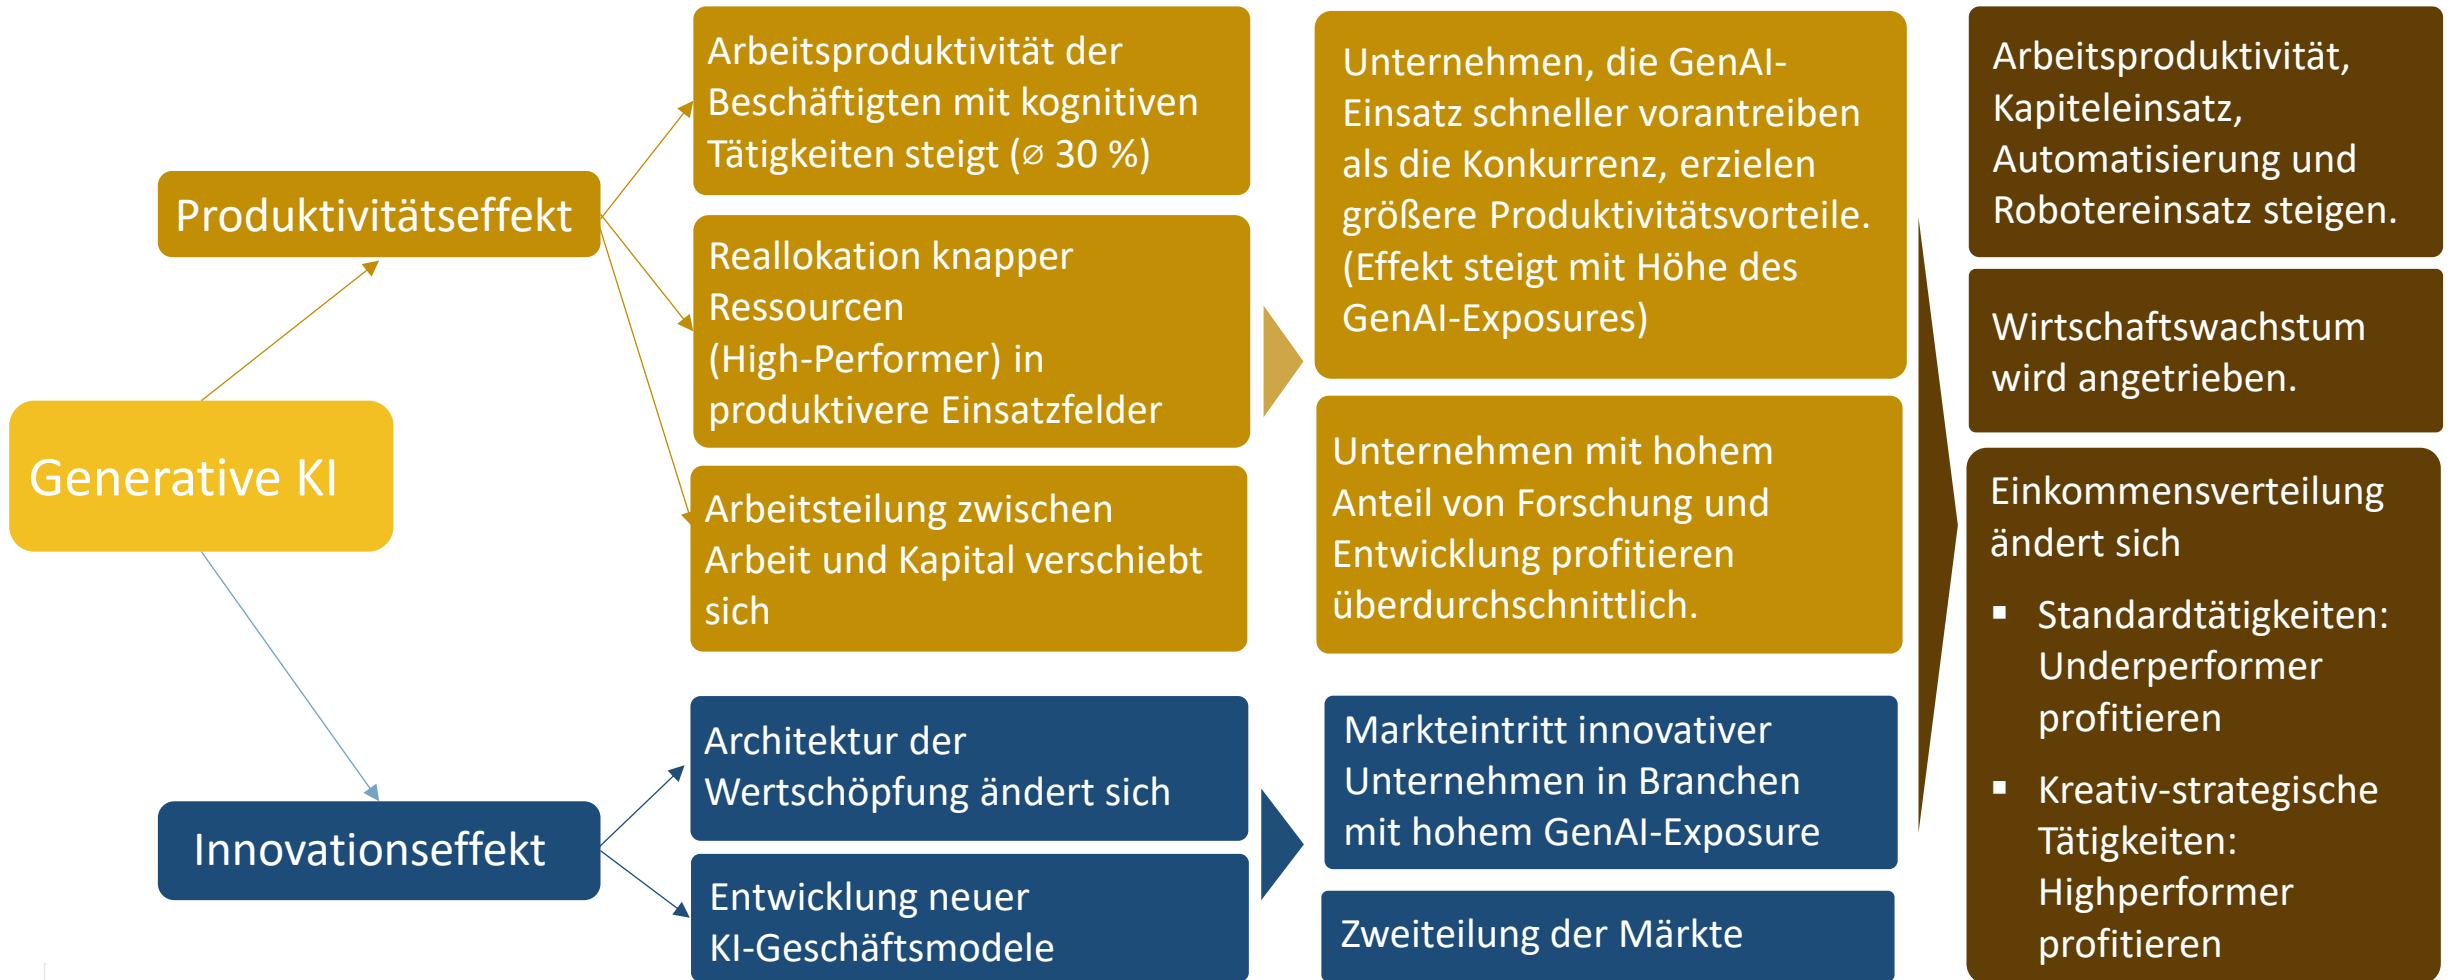 Generative KI
Produktivitätseffekt
Innovationseffekt
Arbeitsproduktivität der
Beschäftigten mit kognitiven
Tätigkeiten steigt (∅ 30 %)
Reallokation knapper
Ressourcen
(High-Performer) in
produktivere Einsatzfelder
Arbeitsteilung zwischen
Arbeit und Kapital verschiebt
sich
Architektur der
Wertschöpfung ändert sich
Entwicklung neuer
KI-Geschäftsmodele
Unternehmen, die GenAI-
Einsatz schneller vorantreiben
als die Konkurrenz, erzielen
größere Produktivitätsvorteile.
(Effekt steigt mit Höhe des
GenAI-Exposures)
Unternehmen mit hohem
Anteil von Forschung und
Entwicklung profitieren
überdurchschnittlich.
Markteintritt innovativer
Unternehmen in Branchen
mit hohem GenAI-Exposure
Zweiteilung der Märkte
Arbeitsproduktivität,
Kapiteleinsatz,
Automatisierung und
Robotereinsatz steigen.
Wirtschaftswachstum
wird angetrieben.
Einkommensverteilung
ändert sich
▪ Standardtätigkeiten:
Underperformer
profitieren
▪ Kreativ-strategische
Tätigkeiten:
Highperformer
profitieren